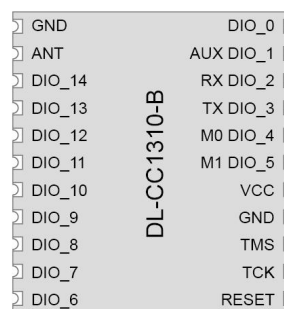 GND DIO_0
ANT AUX DIO_1
DIO_14 RX DIO_2
DIO_13 TX DIO_3
DIO_12 M0 DIO_4
DIO_11 M1 DIO_5
DIO_10 VCC
DIO_9 GND
DIO_8 TMS
DIO_7 TCK
DIO_6 RESET
DL-CC1310-B